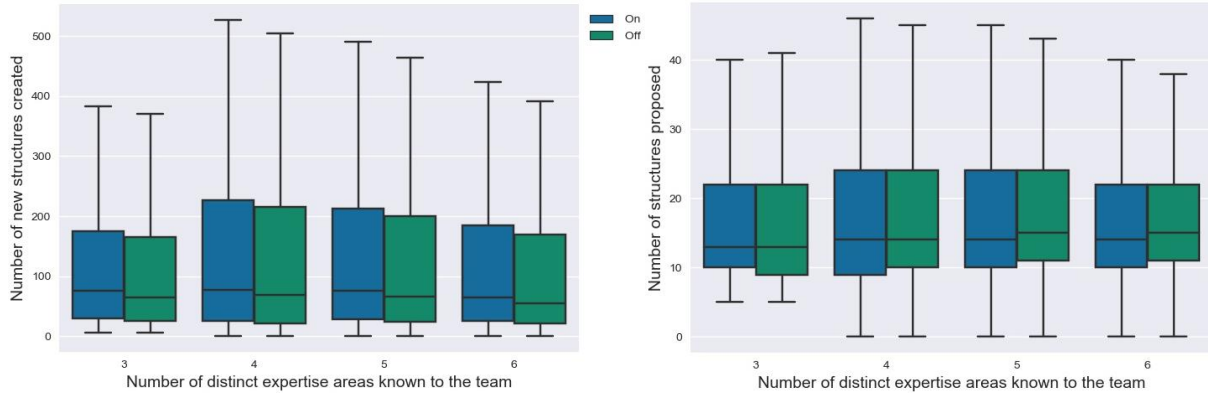 Number of new structures created
500
400
300
200
100
0
3 4 5 6
Number of distinct expertise areas known to the team
On
Off
Number of structures proposed
40
30
20
10
0
3 4 5 6
Number of distinct expertise areas known to the team